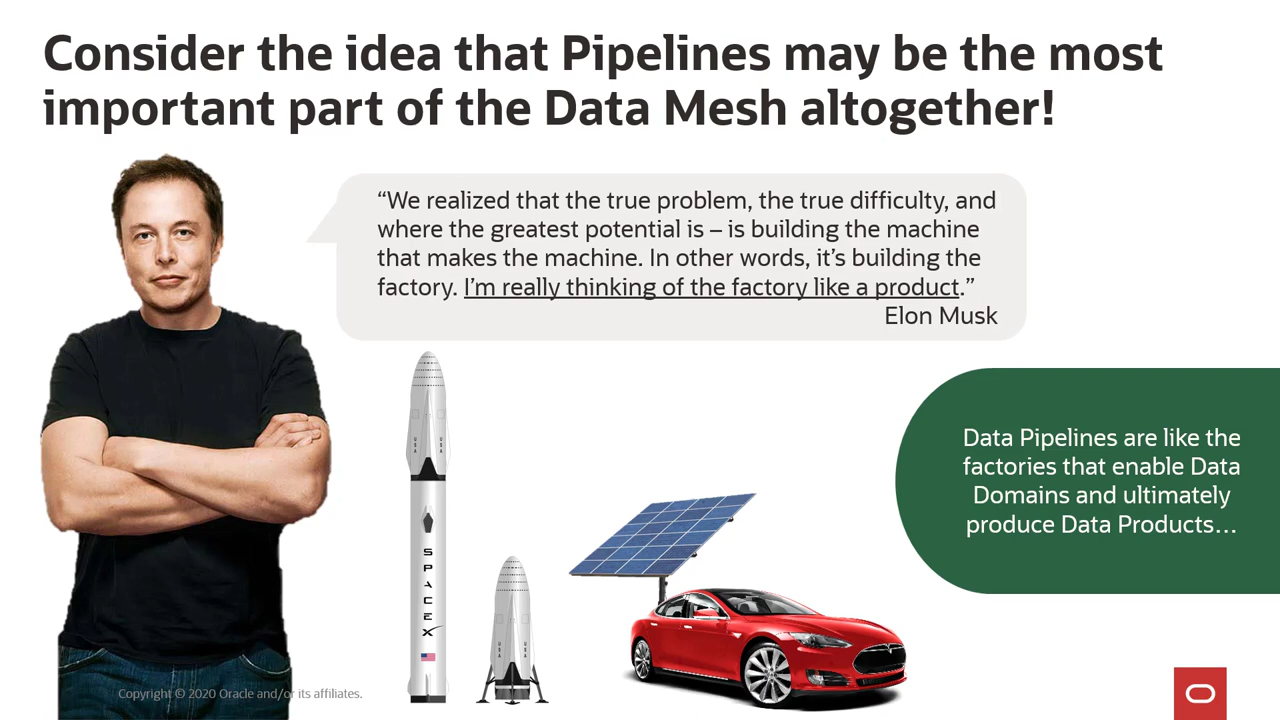 Consider the idea that Pipelines may be the most
important part of the Data Mesh altogether!
“We realized that the true problem, the true difficulty, and
where the greatest potential is – is building the machine
that makes the machine. In other words, it’s building the
factory. I’m really thinking of the factory like a product.”
Elon Musk
USA
USA
SPACEX
USA
USA
Data Pipelines are like the
factories that enable Data
Domains and ultimately
produce Data Products...
Copyright © 2020 Oracle and/or its affiliates.